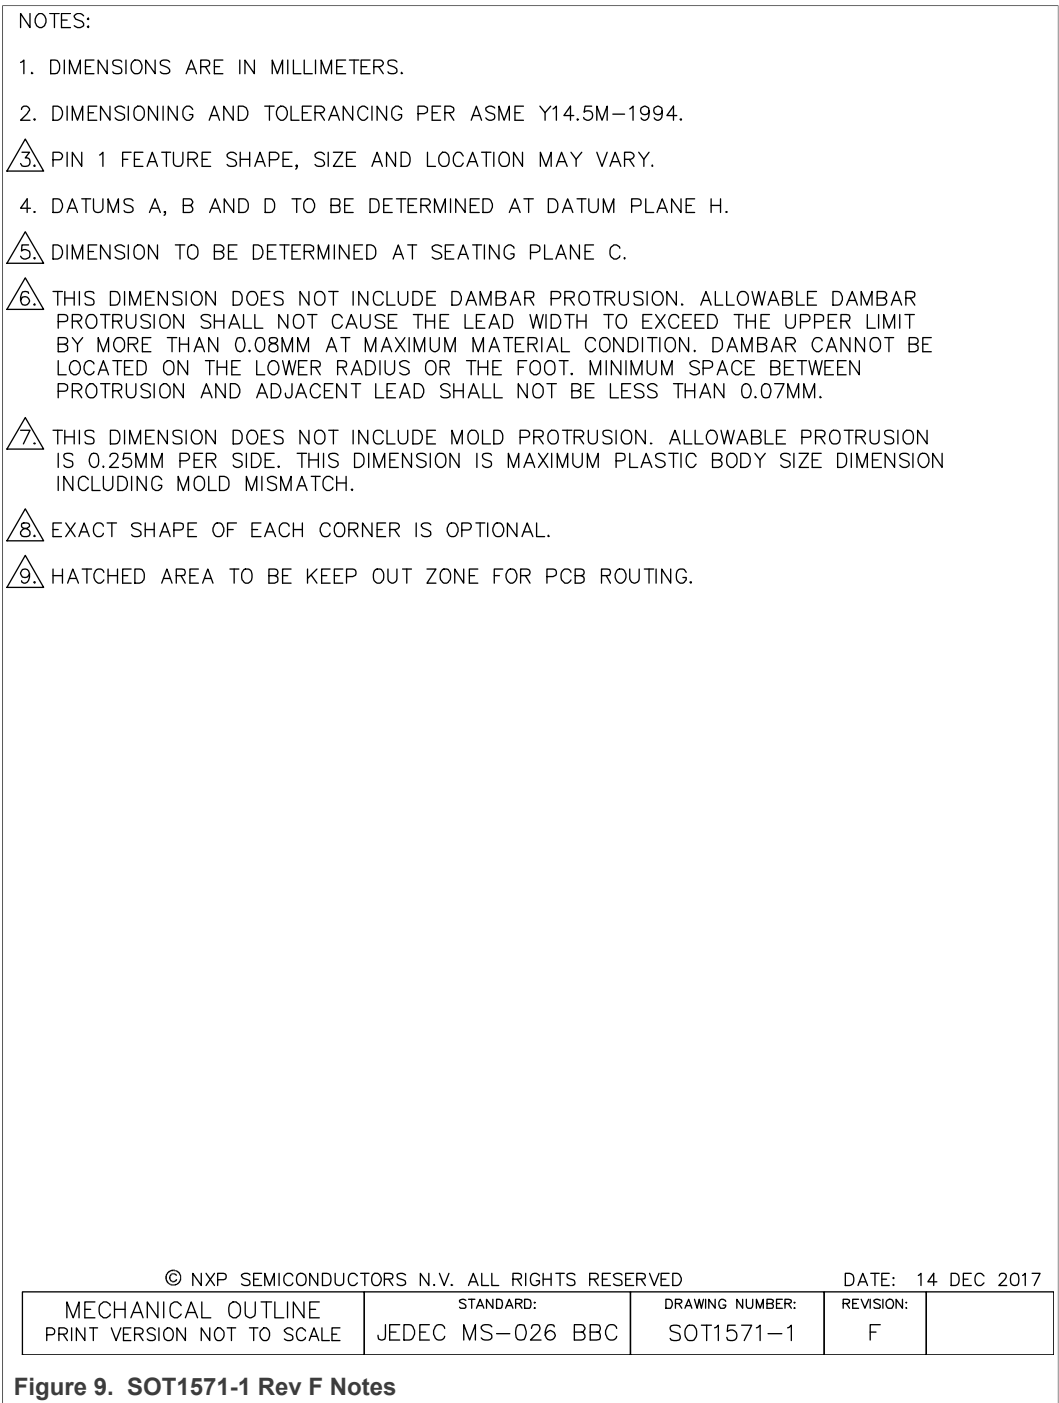 NOTES:
1. DIMENSIONS ARE IN MILLIMETERS.
2. DIMENSIONING AND TOLERANCING PER ASME Y14.5M–1994.
3. PIN 1 FEATURE SHAPE, SIZE AND LOCATION MAY VARY.
4. DATUMS A, B AND D TO BE DETERMINED AT DATUM PLANE H.
5. DIMENSION TO BE DETERMINED AT SEATING PLANE C.
6. THIS DIMENSION DOES NOT INCLUDE DAMBAR PROTRUSION. ALLOWABLE DAMBAR
PROTRUSION SHALL NOT CAUSE THE LEAD WIDTH TO EXCEED THE UPPER LIMIT
BY MORE THAN 0.08MM AT MAXIMUM MATERIAL CONDITION. DAMBAR CANNOT BE
LOCATED ON THE LOWER RADIUS OR THE FOOT. MINIMUM SPACE BETWEEN
PROTRUSION AND ADJACENT LEAD SHALL NOT BE LESS THAN 0.07MM.
7. THIS DIMENSION DOES NOT INCLUDE MOLD PROTRUSION. ALLOWABLE PROTRUSION
IS 0.25MM PER SIDE. THIS DIMENSION IS MAXIMUM PLASTIC BODY SIZE DIMENSION
INCLUDING MOLD MISMATCH.
8. EXACT SHAPE OF EACH CORNER IS OPTIONAL.
9. HATCHED AREA TO BE KEEP OUT ZONE FOR PCB ROUTING.
© NXP SEMICONDUCTORS N.V. ALL RIGHTS RESERVED DATE: 14 DEC 2017
MECHANICAL OUTLINE
PRINT VERSION NOT TO SCALE
STANDARD:
JEDEC MS–026 BBC
DRAWING NUMBER:
SOT1571–1
REVISION:
F
Figure 9. SOT1571-1 Rev F Notes